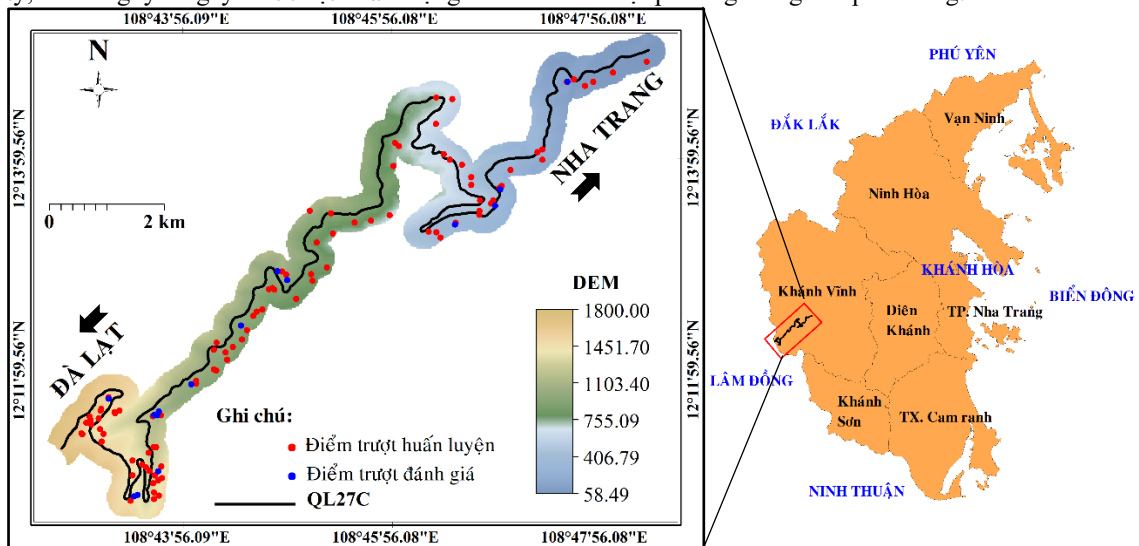 108°43'56.09"E 108°45'56.08"E 108°47'56.08"E
N
12°13'59.56"N
12°11'59.56"N
0 2 km
NHA TRANG
ĐÀ LẠT
DEM
1800.00
1451.70
1103.40
755.09
406.79
58.49
Ghi chú:
Điểm trượt huấn luyện
Điểm trượt đánh giá
QL27C
12°13'59.56"N
12°11'59.56"N
108°43'56.09"E 108°45'56.08"E 108°47'56.08"E
PHÚ YÊN
Vạn Ninh
ĐẮK LẮK
Ninh Hòa
KHÁNH HÒA
Khánh Vĩnh
BIỂN ĐÔNG
Diên
Khánh
TP. Nha Trang
LÂM ĐỒNG
Khánh
Sơn
TX. Cam ranh
NINH THUẬN